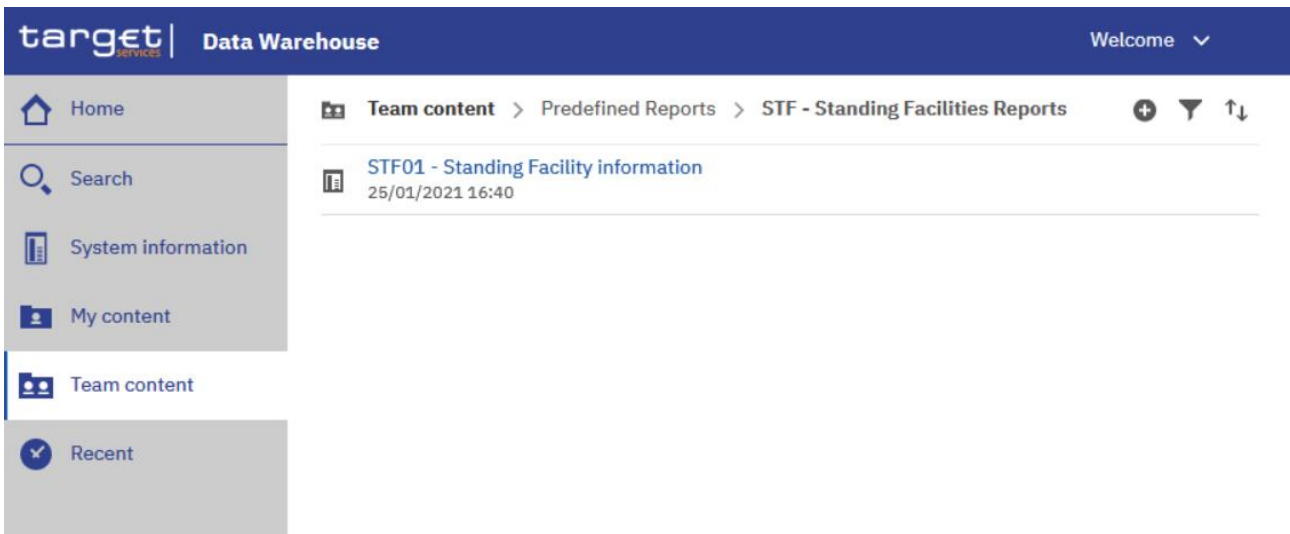 target services | Data Warehouse Welcome
Home
Team content > Predefined Reports > STF - Standing Facilities Reports
Search
STF01 - Standing Facility information
25/01/2021 16:40
System information
My content
Team content
Recent